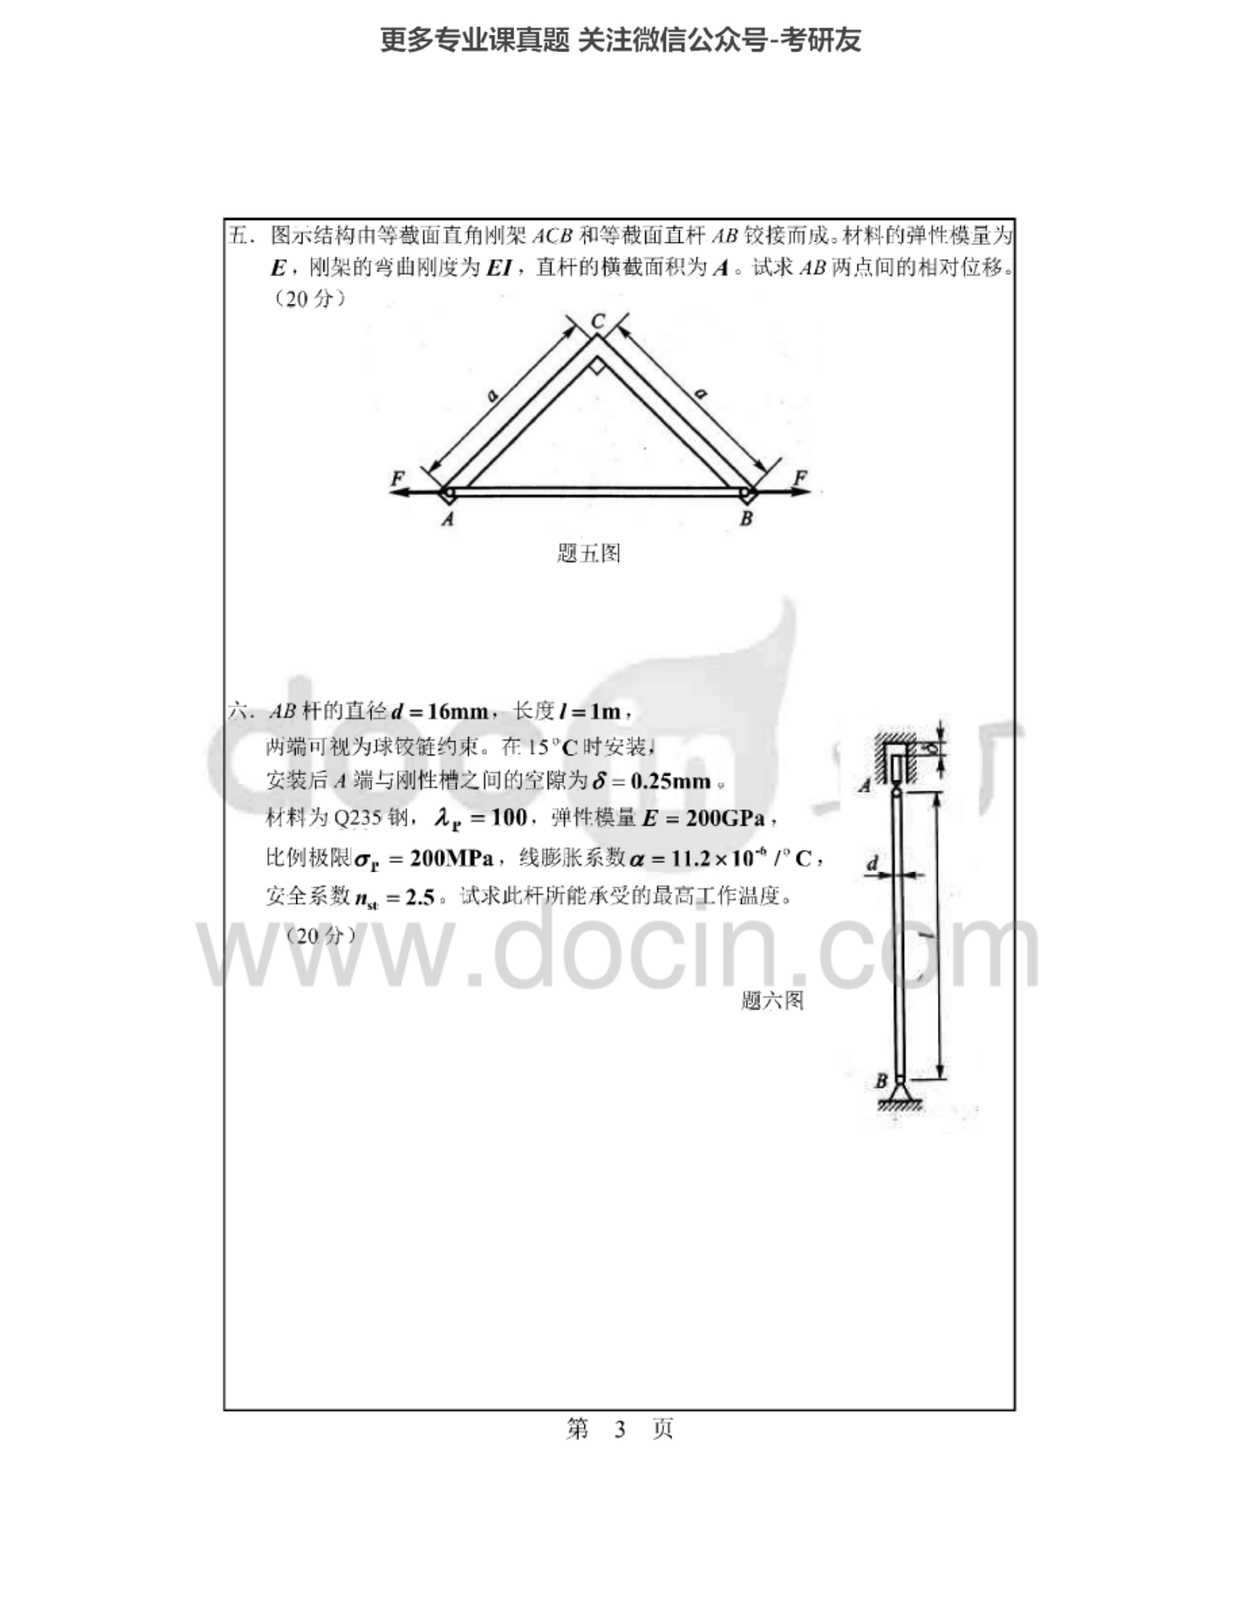 更多专业课真题 关注微信公众号-考研友
五．图示结构由等截面直角刚架 ACB 和等截面直杆 AB 铰接而成。材料的弹性模量为
E，刚架的弯曲刚度为 EI，直杆的横截面积为 A。试求 AB 两点间的相对位移。
（20 分）
C
a
a
F
F
A
B
题五图
六．AB 杆的直径 d = 16mm，长度 l = 1m，
两端可视为球铰链约束。在 15°C 时安装，
安装后 A 端与刚性槽之间的空隙为 δ = 0.25mm。
材料为 Q235 钢，λ_P = 100，弹性模量 E = 200GPa，
比例极限 σ_P = 200MPa，线膨胀系数 α = 11.2×10⁻⁶ /°C，
安全系数 n_st = 2.5。试求此杆所能承受的最高工作温度。
（20 分）
δ
A
d
l
B
题六图
docin
www.docin.com
第 3 页